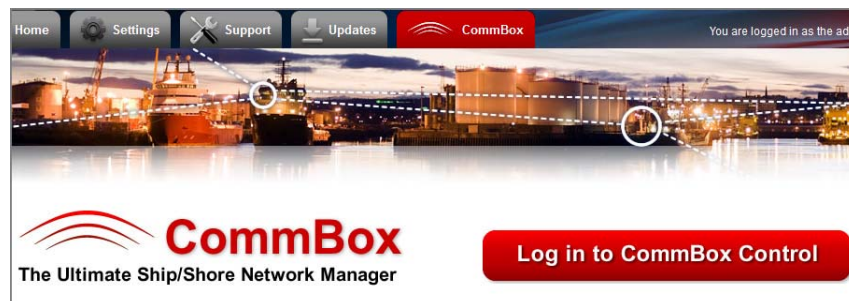 Home Settings Support Updates CommBox You are logged in as the ad
CommBox
Log in to CommBox Control
The Ultimate Ship/Shore Network Manager